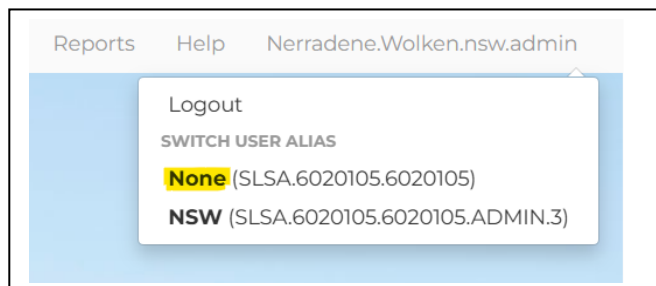 Reports Help Nerradene.Wolken.nsw.admin
Logout
SWITCH USER ALIAS
None (SLSA.6020105.6020105)
NSW (SLSA.6020105.6020105.ADMIN.3)